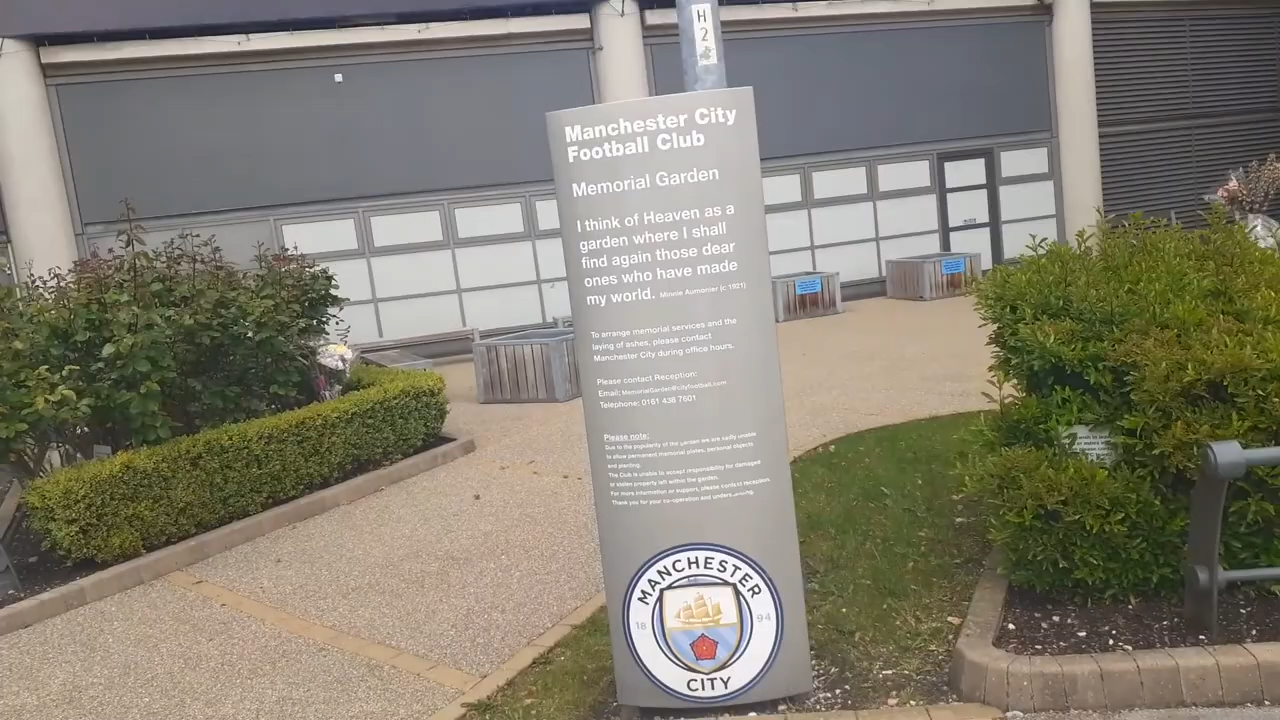 H
2
Manchester City
Football Club
Memorial Garden
I think of Heaven as a
garden where I shall
find again those dear
ones who have made
my world. Minnie Aumonier (c 1921)
To arrange memorial services and the
laying of ashes, please contact
Manchester City during office hours.
Please contact Reception:
Email: MemorialGarden@cityfootball.com
Telephone: 0161 438 7601
Please note:
Due to the popularity of the garden we are sadly unable
to allow permanent memorial plates, personal objects
and planting.
The Club is unable to accept responsibility for damaged
or stolen property left within the garden.
For more information or support, please contact reception.
Thank you for your co-operation and
MANCHESTER
18 94
CITY